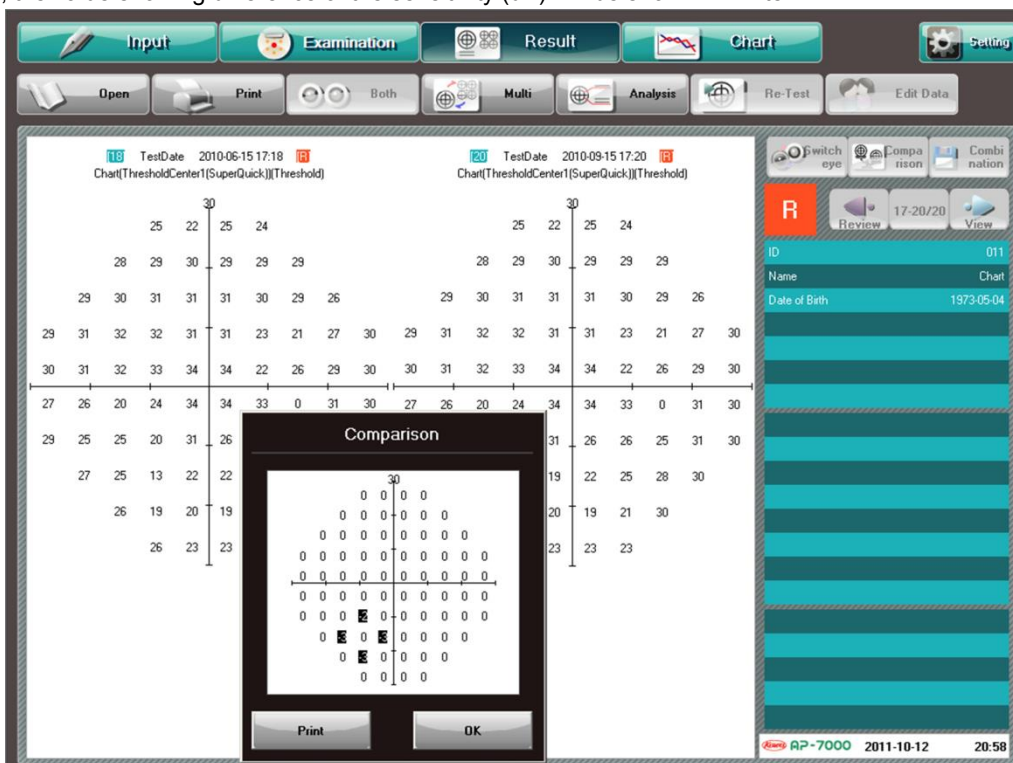 Input Examination Result Chart Setting
Open Print Both Multi Analysis Re-Test Edit Data
18 TestDate 2010-06-15 17:18 R
Chart(ThresholdCenter1(SuperQuick))(Threshold)
30
25 22 25 24
28 29 30 29 29 29
29 30 31 31 31 30 29 26
29 31 32 32 31 31 23 21 27 30
30 31 32 33 34 34 22 26 29 30
27 26 20 24 34 34 33 0 31 30
29 25 25 20 31 26
27 25 13 22 22
26 19 20 19
26 23 23
20 TestDate 2010-09-15 17:20 R
Chart(ThresholdCenter1(SuperQuick))(Threshold)
30
25 22 25 24
28 29 30 29 29 29
29 30 31 31 31 30 29 26
29 31 32 32 31 31 23 21 27 30
30 31 32 33 34 34 22 26 29 30
27 26 20 24 34 34 33 0 31 30
31 26 26 25 31 30
19 22 25 28 30
20 19 21 30
23 23 23
Comparison
30
0 0 0 0
0 0 0 0 0 0
0 0 0 0 0 0 0 0
0 0 0 0 0 0 0 0 0 0
0 0 0 0 0 0 0 0 0 0
0 0 0 0 0 0 0 0 0 0
0 0 0 0 0 0 0 0 0
0 0 0 0 0 0
0 0 0 0 0
0 0 0 0
Print OK
Switch eye
Comparison
Combination
R
Review 17-20/20 View
ID 011
Name Chart
Date of Birth 1973-05-04
AP-7000 2011-10-12 20:58